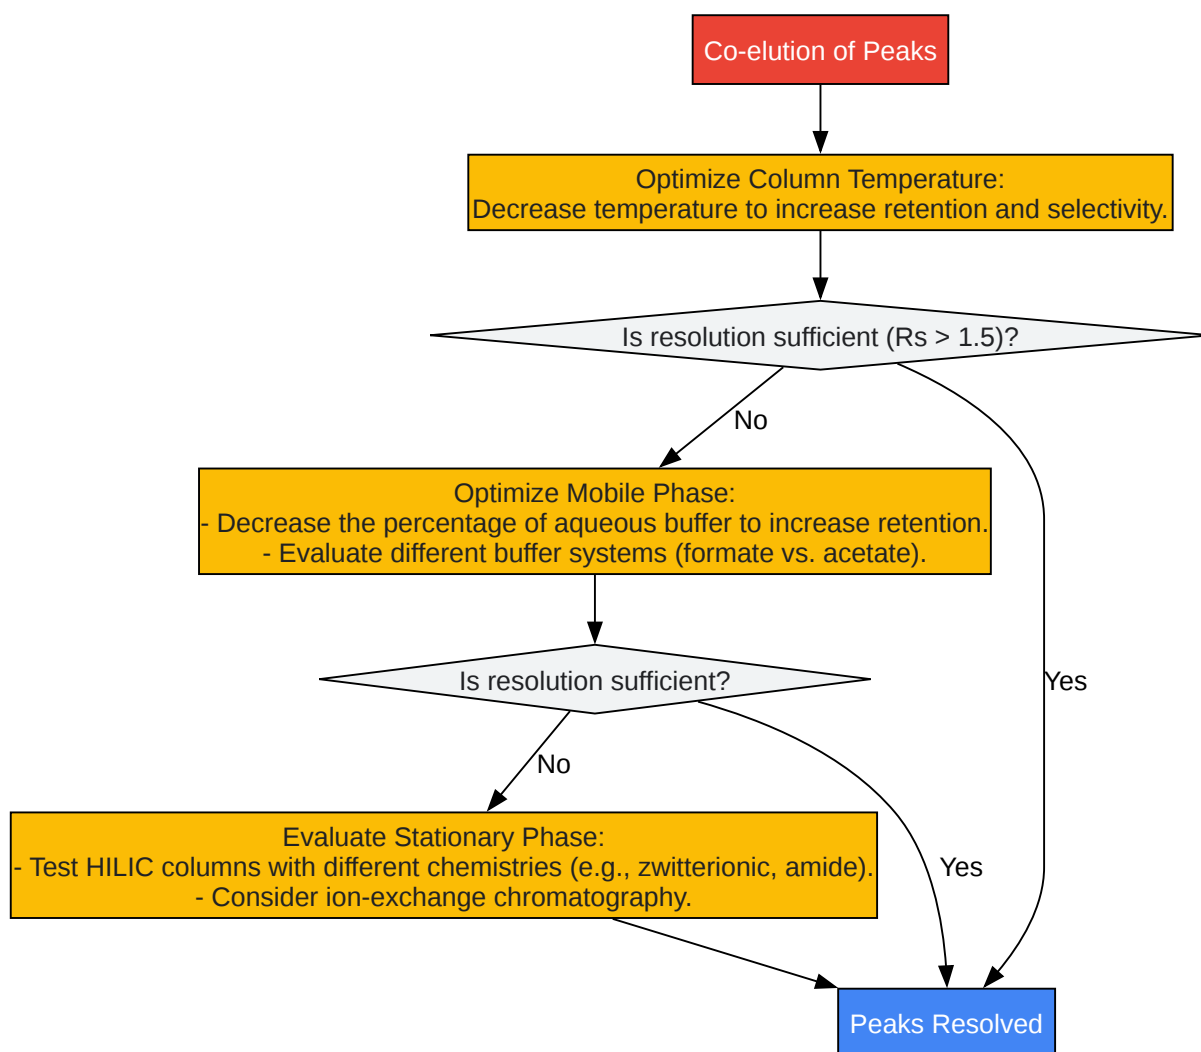 Co-elution of Peaks
Optimize Column Temperature:
Decrease temperature to increase retention and selectivity.
Is resolution sufficient (Rs > 1.5)?
No
Optimize Mobile Phase:
- Decrease the percentage of aqueous buffer to increase retention.
- Evaluate different buffer systems (formate vs. acetate).
Is resolution sufficient?
Yes
No
Evaluate Stationary Phase:
- Test HILIC columns with different chemistries (e.g., zwitterionic, amide).
- Consider ion-exchange chromatography.
Yes
Peaks Resolved